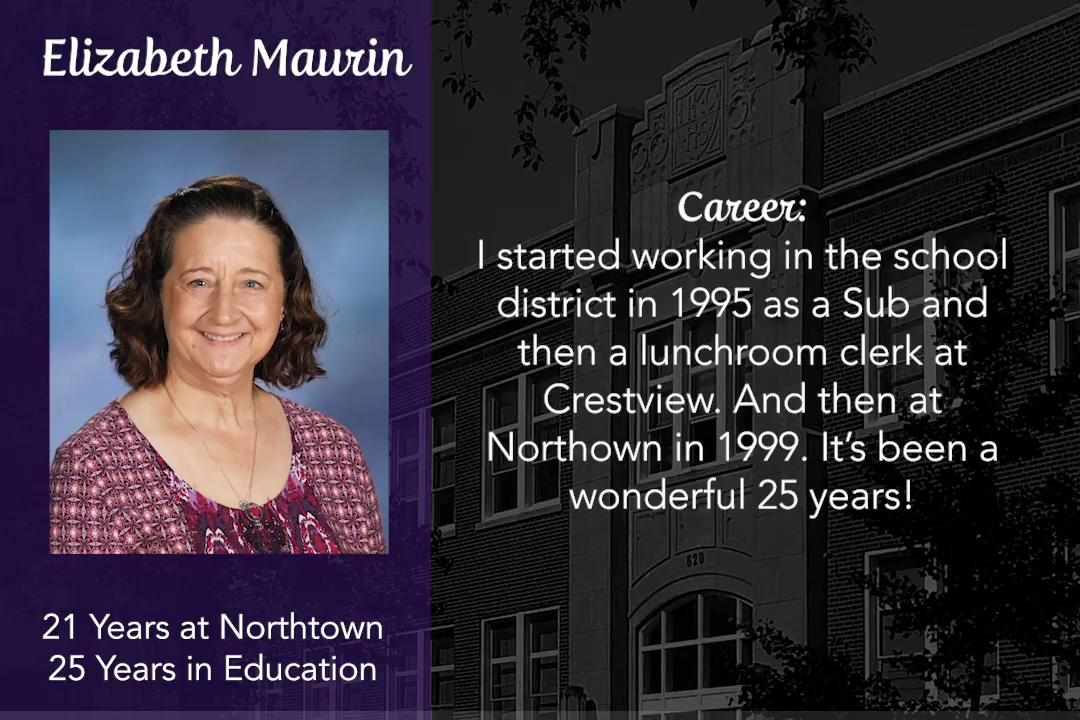 Elizabeth Maurin
21 Years at Northtown
25 Years in Education
Career:
I started working in the school
district in 1995 as a Sub and
then a lunchroom clerk at
Crestview. And then at
Northown in 1999. It's been a
wonderful 25 years!
620